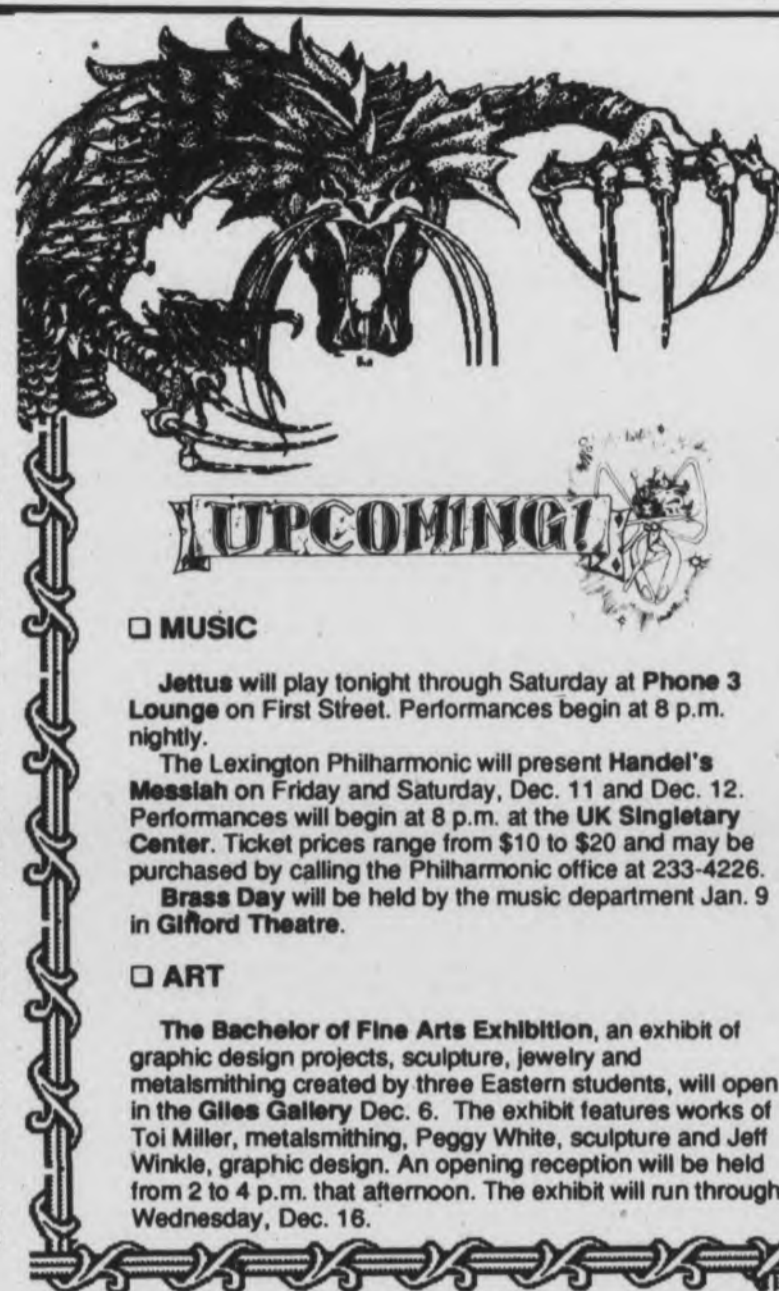 UPCOMING!
❑ MUSIC
Jettus will play tonight through Saturday at Phone 3
Lounge on First Street. Performances begin at 8 p.m.
nightly.
The Lexington Philharmonic will present Handel's
Messiah on Friday and Saturday, Dec. 11 and Dec. 12.
Performances will begin at 8 p.m. at the UK Singletary
Center. Ticket prices range from $10 to $20 and may be
purchased by calling the Philharmonic office at 233-4226.
Brass Day will be held by the music department Jan. 9
in Gifford Theatre.
❑ ART
The Bachelor of Fine Arts Exhibition, an exhibit of
graphic design projects, sculpture, jewelry and
metalsmithing created by three Eastern students, will open
in the Giles Gallery Dec. 6. The exhibit features works of
Toi Miller, metalsmithing, Peggy White, sculpture and Jeff
Winkle, graphic design. An opening reception will be held
from 2 to 4 p.m. that afternoon. The exhibit will run through
Wednesday, Dec. 16.